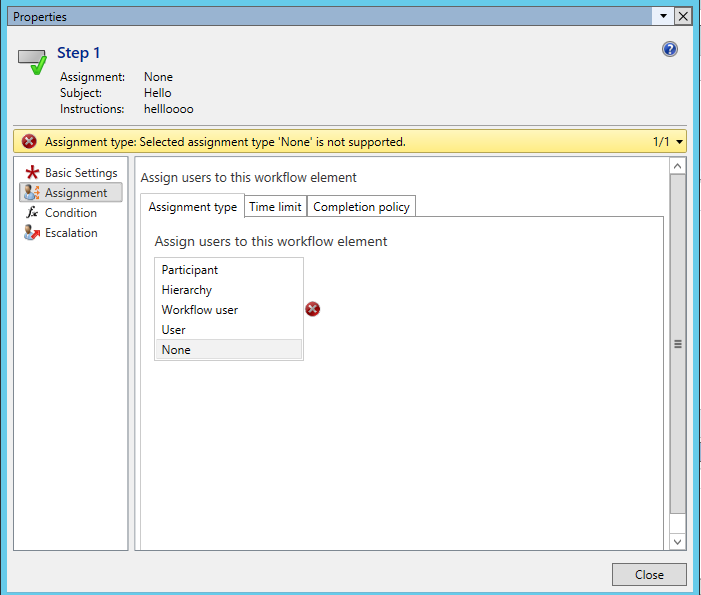 Properties
Step 1
Assignment: None
Subject: Hello
Instructions: hellloooo
Assignment type: Selected assignment type 'None' is not supported. 1/1
Basic Settings
Assignment
Condition
Escalation
Assign users to this workflow element
Assignment type Time limit Completion policy
Assign users to this workflow element
Participant
Hierarchy
Workflow user
User
None
Close